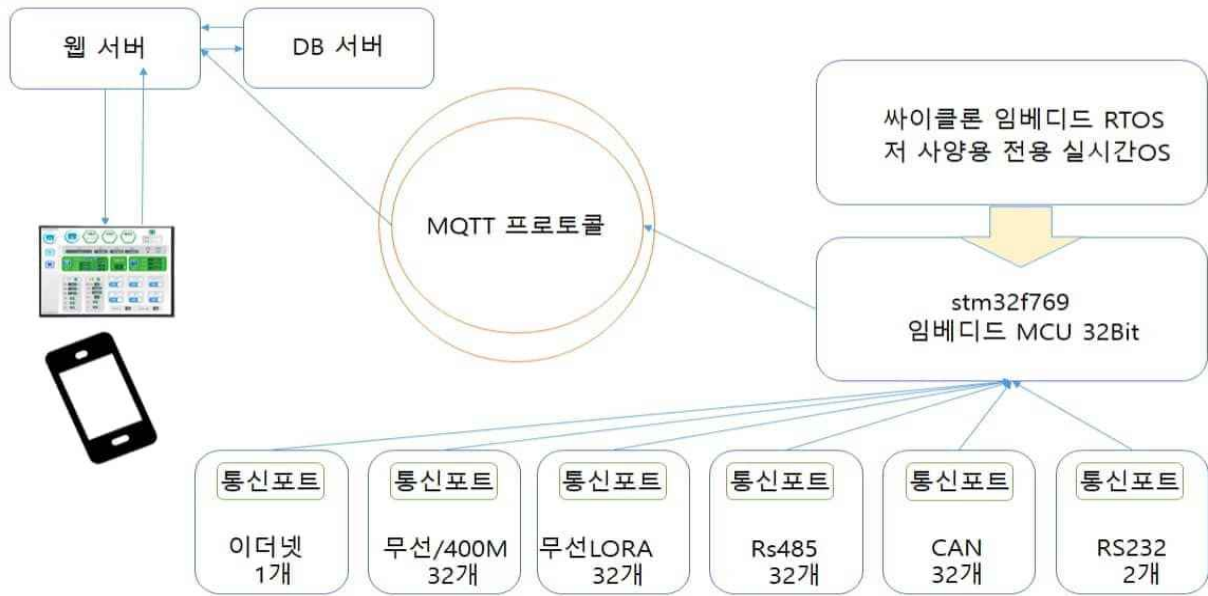 웹 서버
DB 서버
싸이클론 임베디드 RTOS
저 사양용 전용 실시간OS
MQTT 프로토콜
stm32f769
임베디드 MCU 32Bit
통신포트
이더넷
1개
통신포트
무선/400M
32개
통신포트
무선LORA
32개
통신포트
Rs485
32개
통신포트
CAN
32개
통신포트
RS232
2개